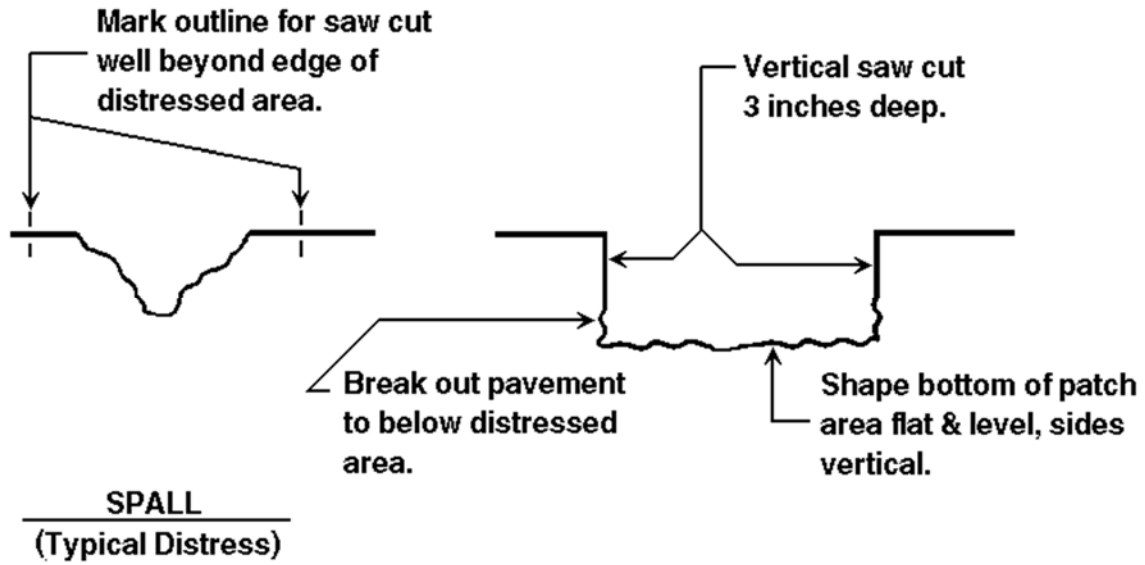 Mark outline for saw cut
well beyond edge of
distressed area.
Vertical saw cut
3 inches deep.
Break out pavement
to below distressed
area.
Shape bottom of patch
area flat & level, sides
vertical.
SPALL
(Typical Distress)